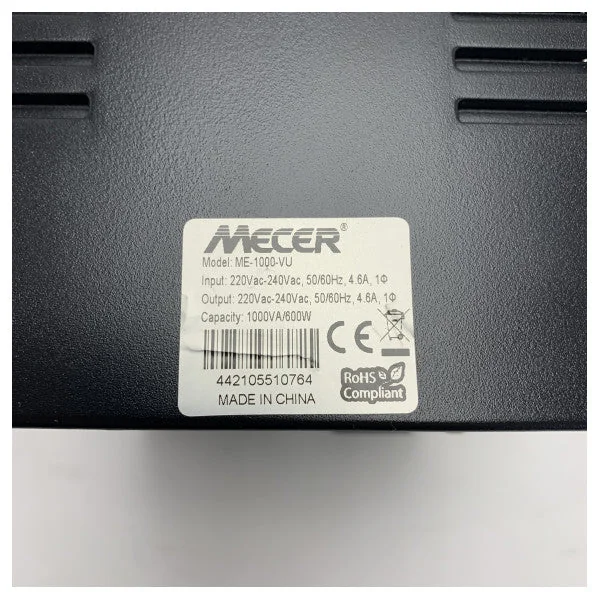 MECER®
Model: ME-1000-VU
Input: 220Vac-240Vac, 50/60Hz, 4.6A, 1Φ
Output: 220Vac-240Vac, 50/60Hz, 4.6A, 1Φ
Capacity: 1000VA/600W
CE
442105510764
RoHS
Compliant
MADE IN CHINA